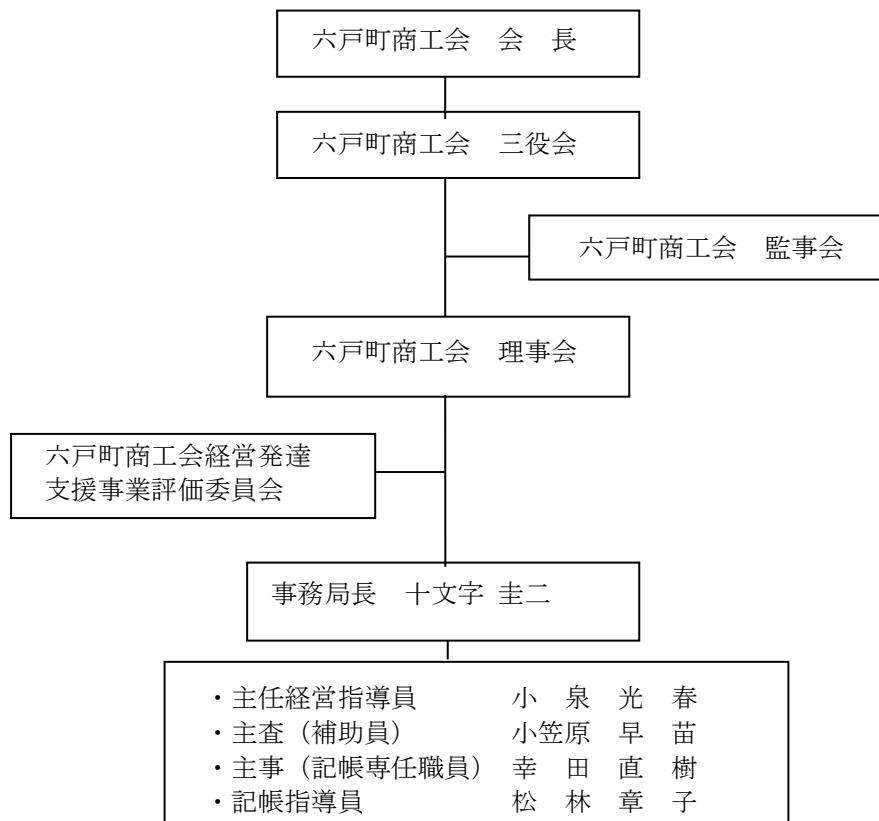 六戸町商工会　会　長
六戸町商工会　三役会
六戸町商工会　監事会
六戸町商工会　理事会
六戸町商工会経営発達
支援事業評価委員会
事務局長　十文字 圭二
・主任経営指導員　　　小　泉　光　春
・主査（補助員）　　　小笠原　早　苗
・主事（記帳専任職員）　幸　田　直　樹
・記帳指導員　　　　　松　林　章　子